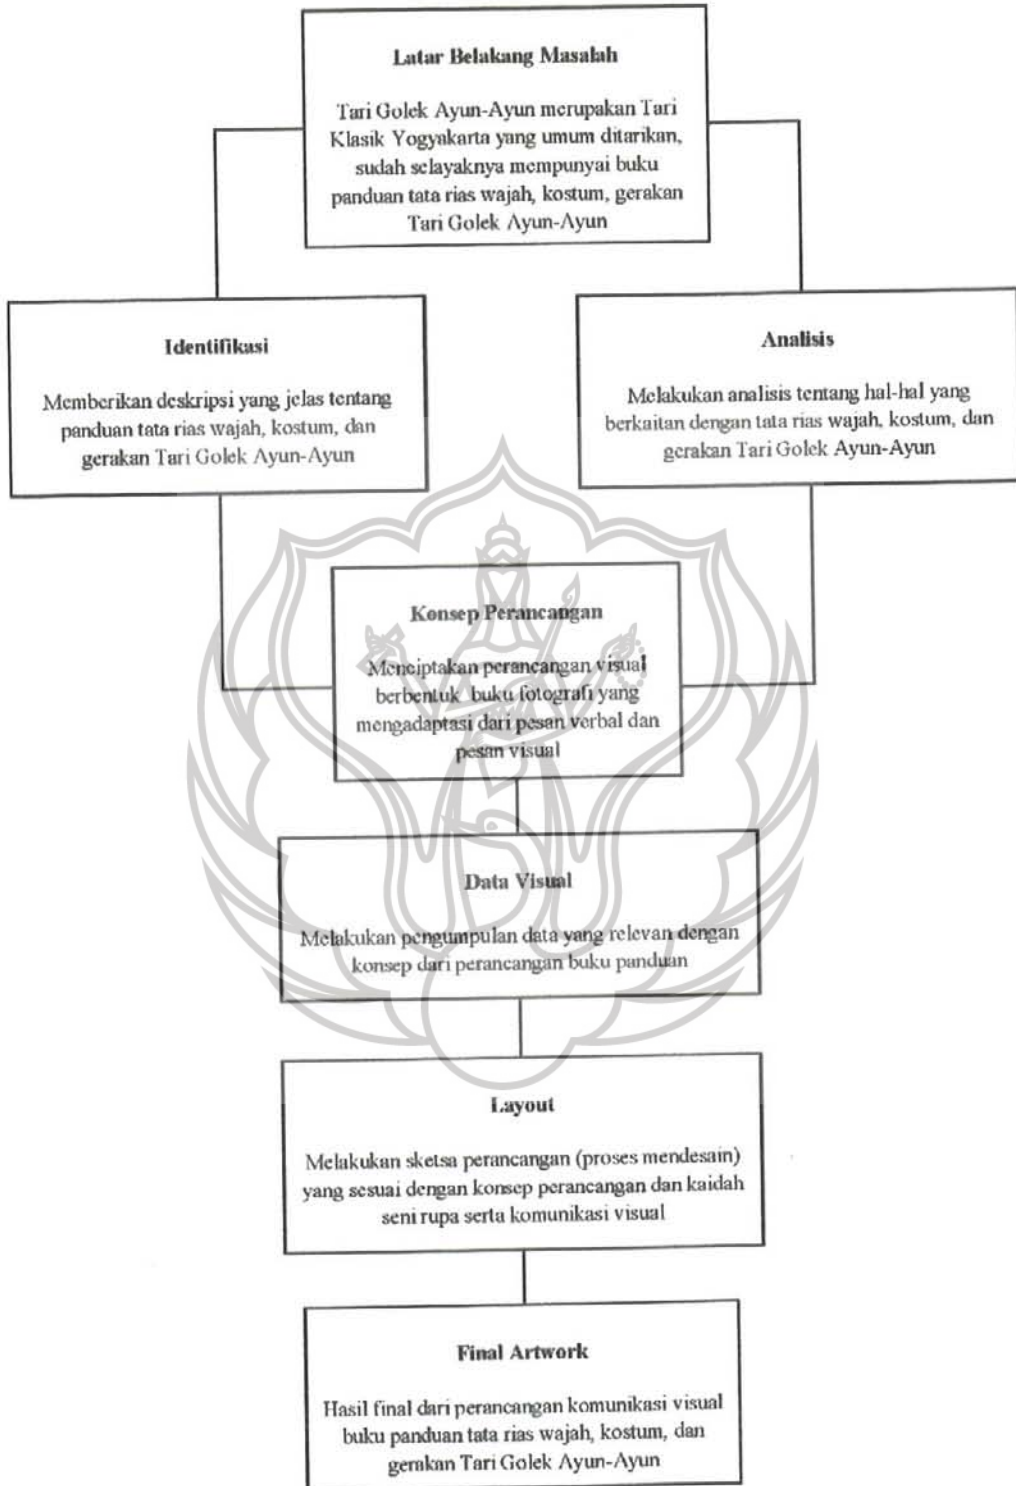 Latar Belakang Masalah
Tari Golek Ayun-Ayun merupakan Tari
Klasik Yogyakarta yang umum ditarikan,
sudah selayaknya mempunyai buku
panduan tata rias wajah, kostum, gerakan
Tari Golek Ayun-Ayun
Identifikasi
Memberikan deskripsi yang jelas tentang
panduan tata rias wajah, kostum, dan
gerakan Tari Golek Ayun-Ayun
Analisis
Melakukan analisis tentang hal-hal yang
berkaitan dengan tata rias wajah, kostum, dan
gerakan Tari Golek Ayun-Ayun
Konsep Perancangan
Menciptakan perancangan visual
berbentuk buku fotografi yang
mengadaptasi dari pesan verbal dan
pesan visual
Data Visual
Melakukan pengumpulan data yang relevan dengan
konsep dari perancangan buku panduan
Layout
Melakukan sketsa perancangan (proses mendesain)
yang sesuai dengan konsep perancangan dan kaidah
seni rupa serta komunikasi visual
Final Artwork
Hasil final dari perancangan komunikasi visual
buku panduan tata rias wajah, kostum, dan
gerakan Tari Golek Ayun-Ayun